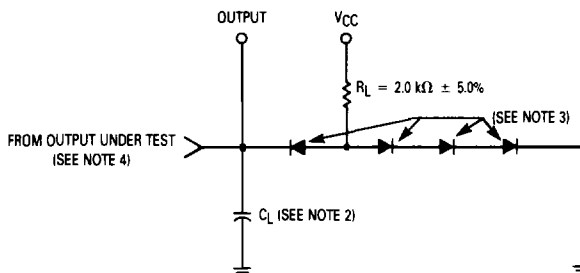 OUTPUT
VCC
RL = 2.0 kΩ ± 5.0%
(SEE NOTE 3)
FROM OUTPUT UNDER TEST
(SEE NOTE 4)
CL (SEE NOTE 2)